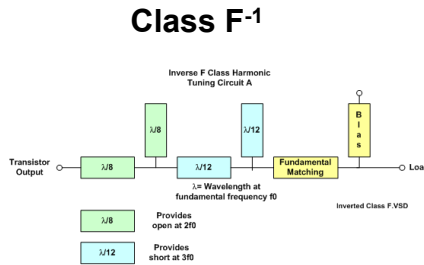 Class F-1
Inverse F Class Harmonic
Tuning Circuit A
λ/8
λ/12
B
l
a
s
Transistor
Output
λ/8
λ/12
Fundamental
Matching
Loa
λ= Wavelength at
fundamental frequency f0
Inverted Class F.VSD
λ/8
Provides
open at 2f0
λ/12
Provides
short at 3f0